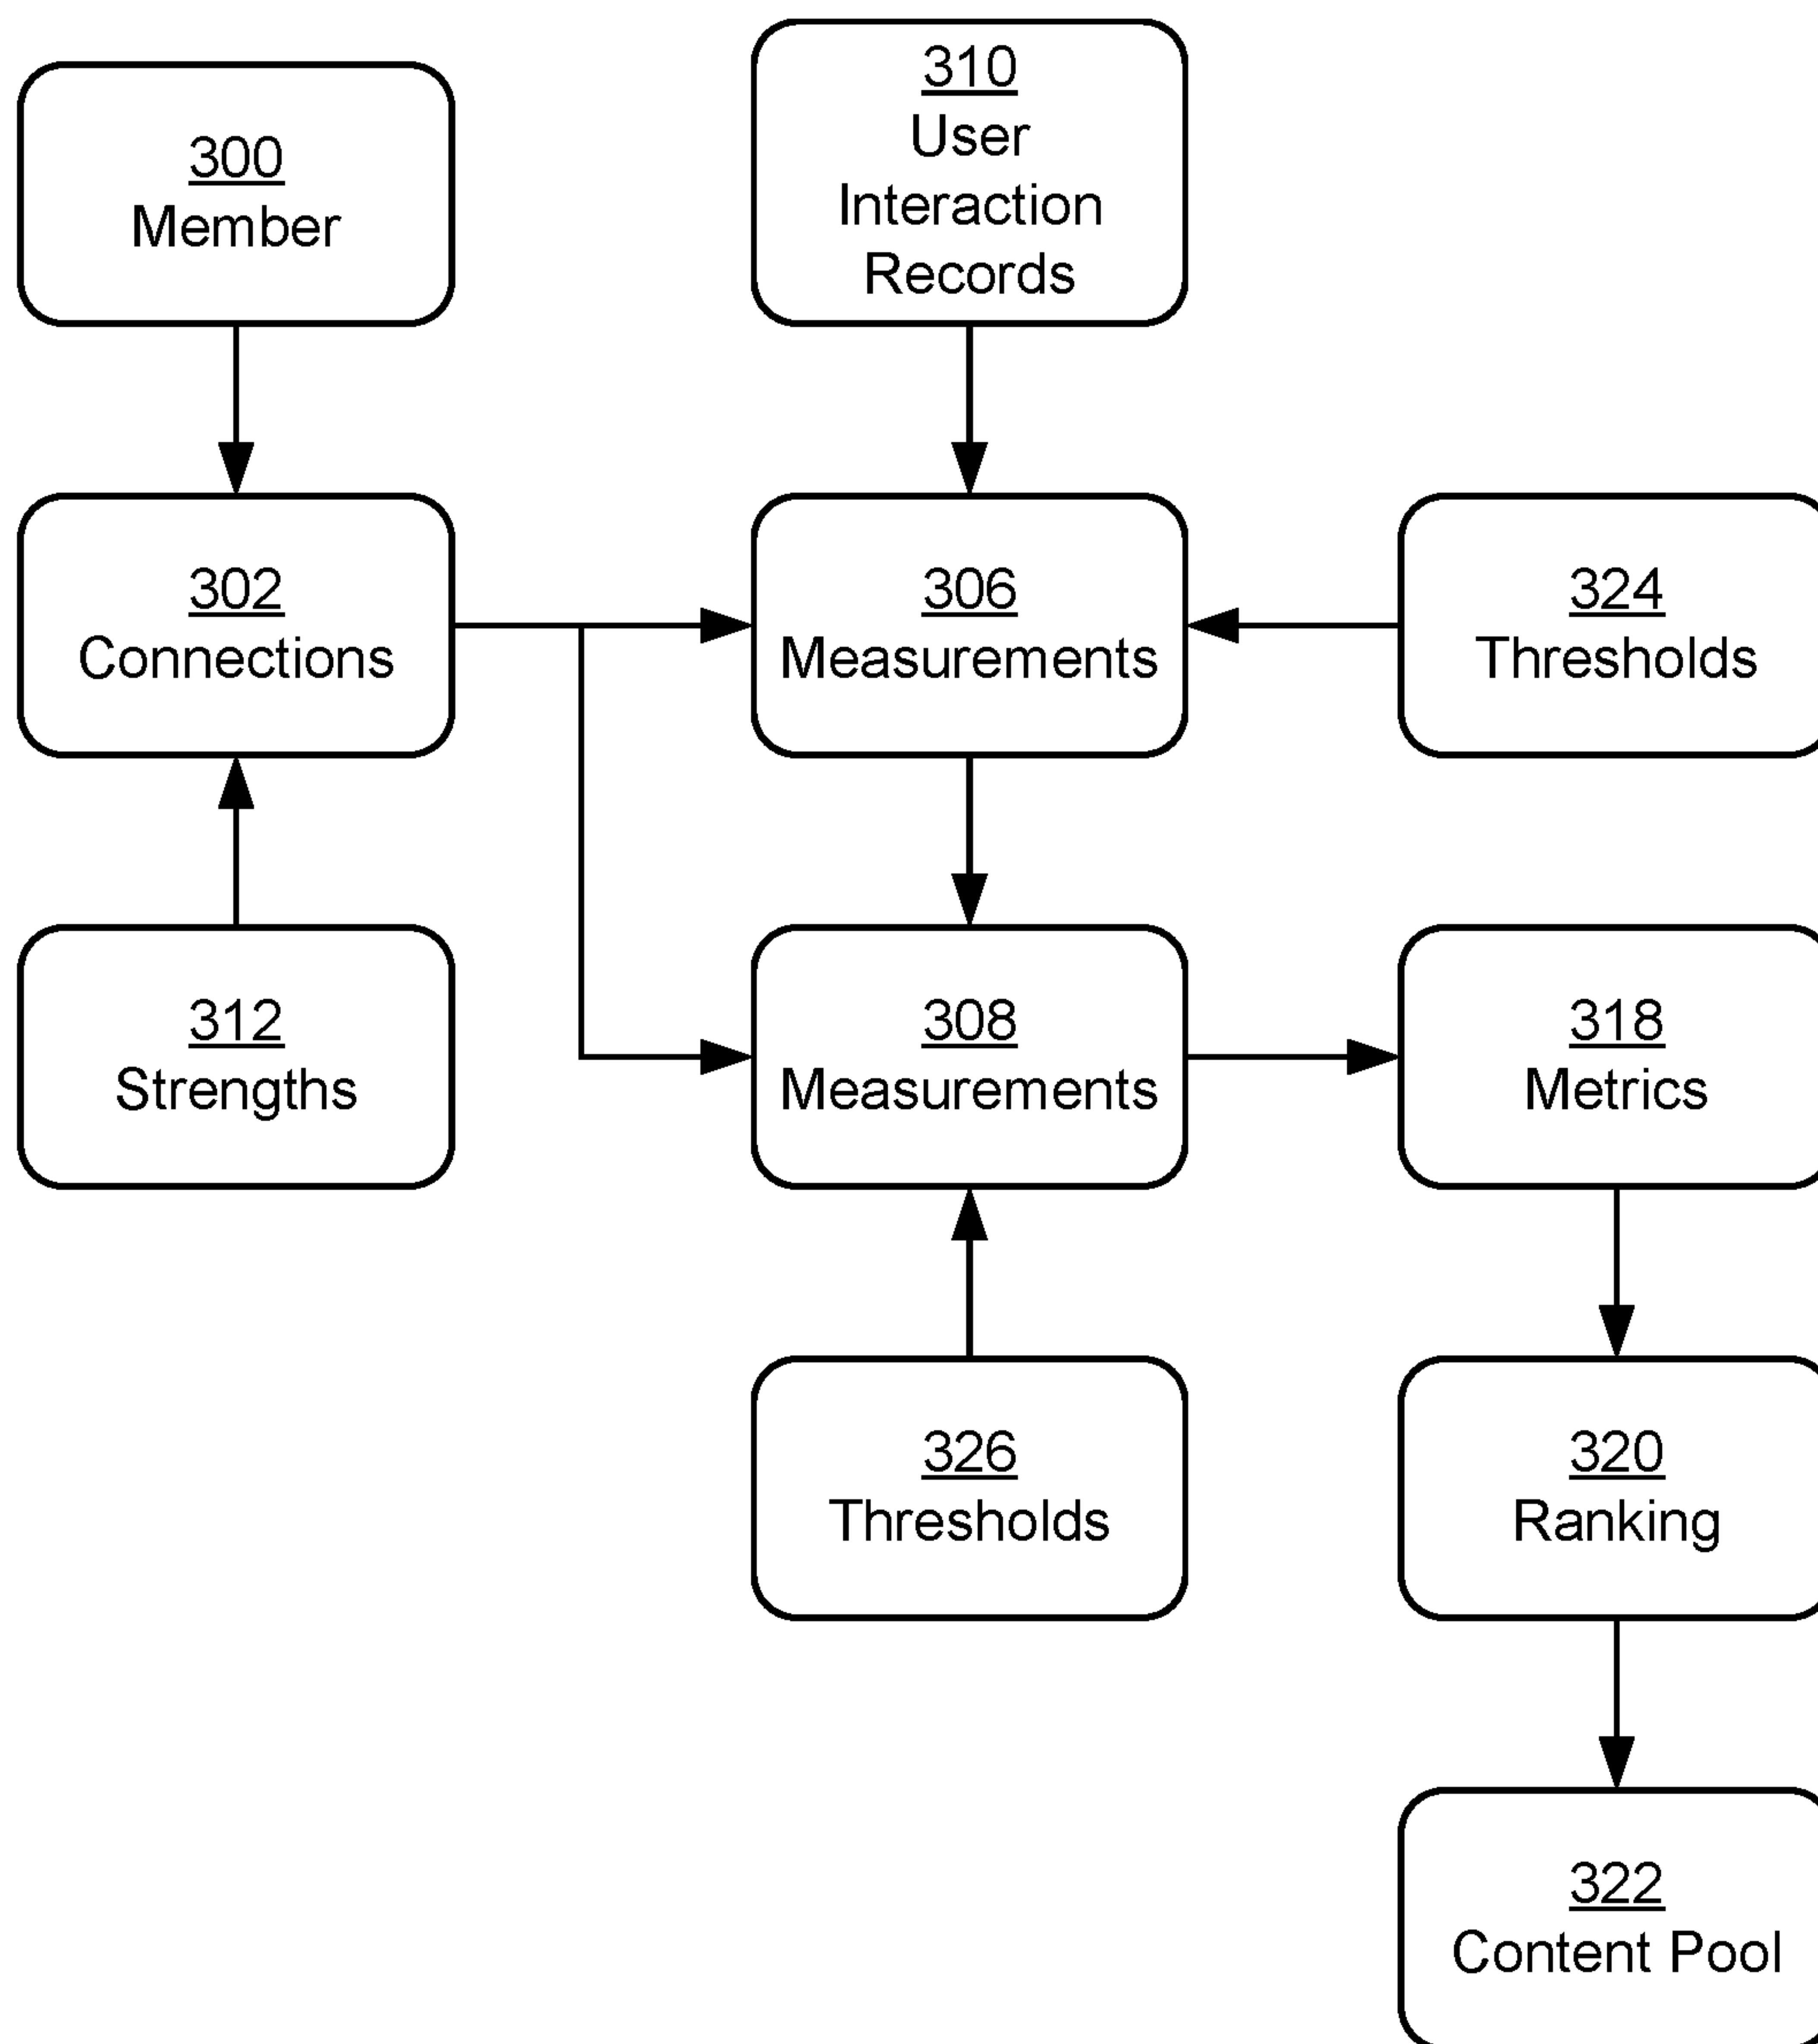 300
Member
310
User
Interaction
Records
302
Connections
306
Measurements
324
Thresholds
312
Strengths
308
Measurements
318
Metrics
326
Thresholds
320
Ranking
322
Content Pool